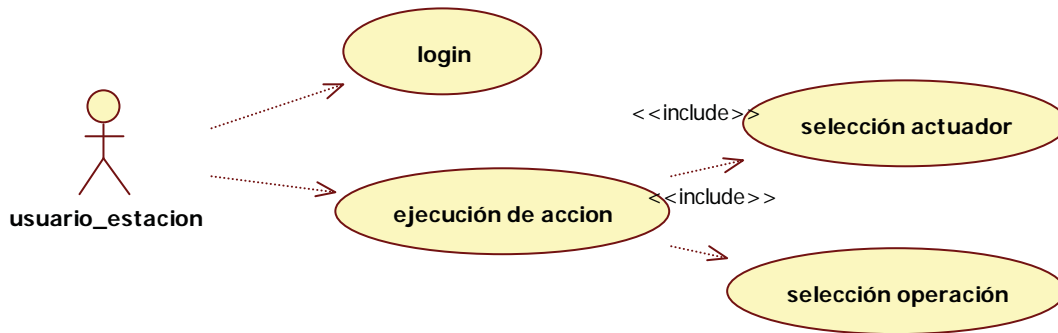 login
<<include>>
selección actuador
<<include>>
ejecución de accion
usuario_estacion
selección operación